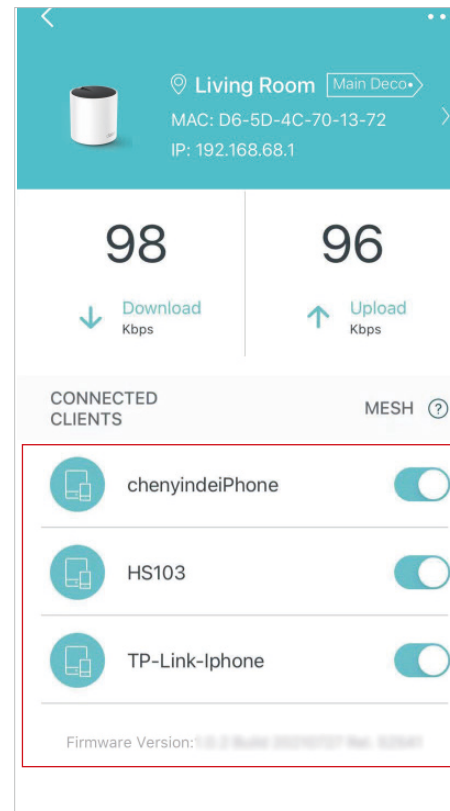 Living Room Main Deco
MAC: D6-5D-4C-70-13-72
IP: 192.168.68.1
98 96
Download Upload
Kbps Kbps
CONNECTED
CLIENTS
MESH ?
chenyindeiPhone
HS103
TP-Link-Iphone
Firmware Version: